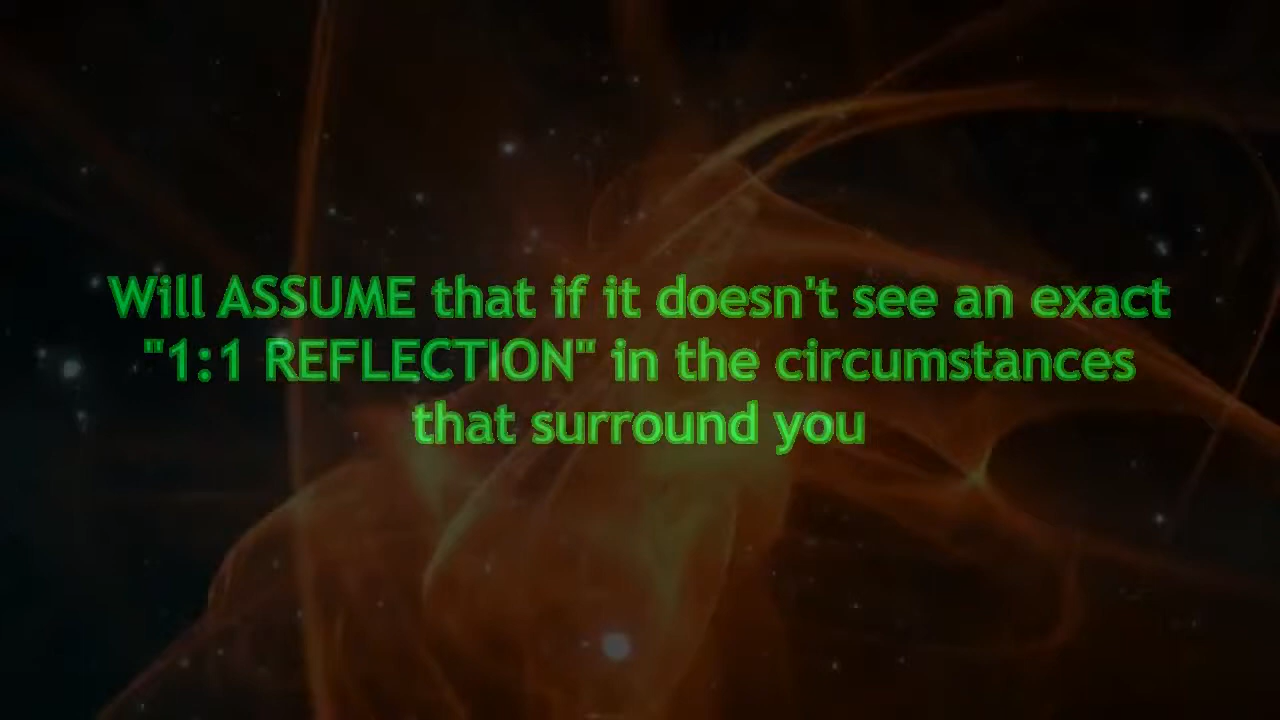 Will ASSUME that if it doesn't see an exact
"1:1 REFLECTION" in the circumstances
that surround you